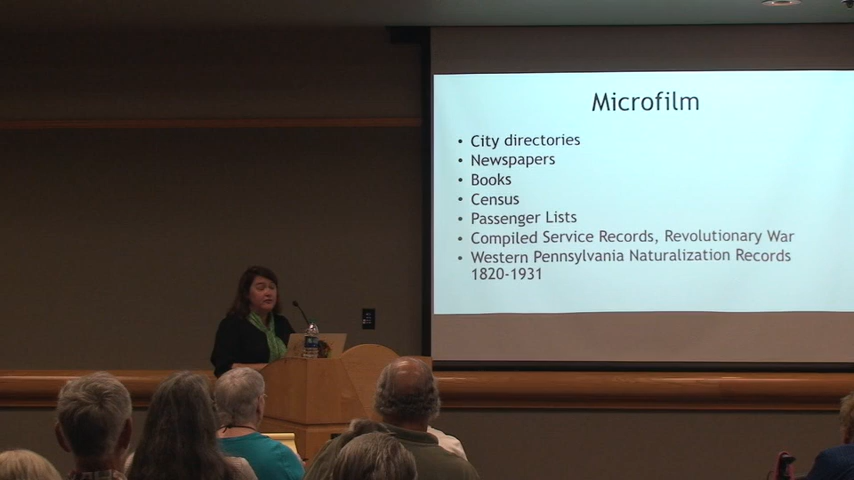 Microfilm
• City directories
• Newspapers
• Books
• Census
• Passenger Lists
• Compiled Service Records, Revolutionary War
• Western Pennsylvania Naturalization Records
1820-1931